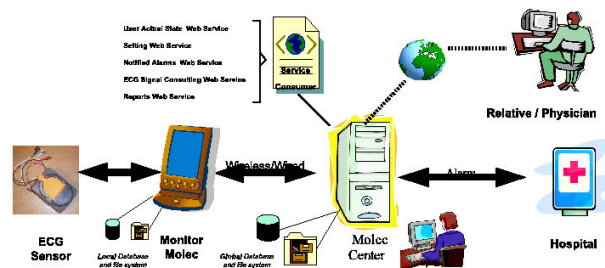 User Actual State Web Service
Setting Web Service
Notified Alarms Web Service
ECG Signal Consulting Web Service
Reports Web Service
Service
Consumer
Relative / Physician
Wireless/Wired
Alarm
ECG
Sensor
Monitor
Molec
Local Database
and file system
Global Database
and File system
Molec
Center
Hospital